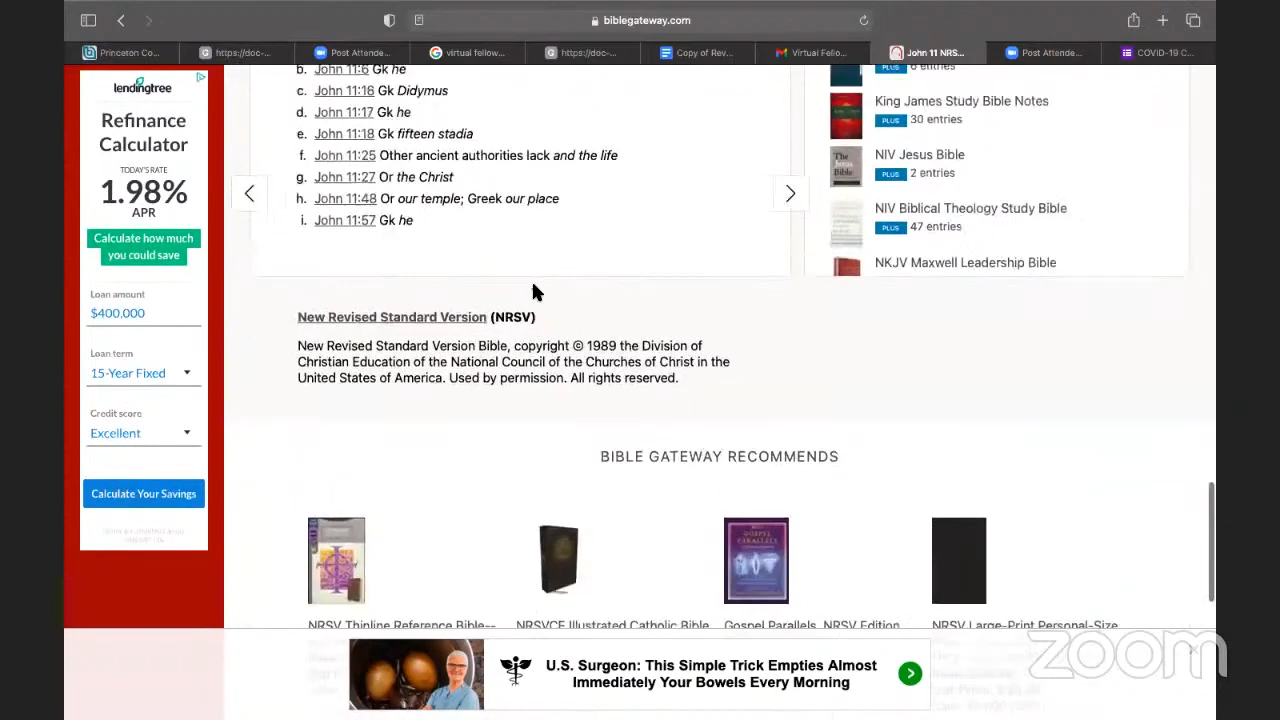 biblegateway.com
Princeton Co...
https://doc-...
Post Attende...
virtual fellow...
https://doc-...
Copy of Rev...
Virtual Fello...
John 11 NRS...
Post Attende...
COVID-19 C...
lendingtree
Refinance
Calculator
TODAY'S RATE
1.98%
APR
Calculate how much
you could save
Loan amount
$400,000
Loan term
15-Year Fixed
Credit score
Excellent
Calculate Your Savings
b. John 11:6 Gk he
c. John 11:16 Gk Didymus
d. John 11:17 Gk he
e. John 11:18 Gk fifteen stadia
f. John 11:25 Other ancient authorities lack and the life
g. John 11:27 Or the Christ
h. John 11:48 Or our temple; Greek our place
i. John 11:57 Gk he
PLUS 6 entries
King James Study Bible Notes
PLUS 30 entries
The Jesus Bible
NIV Jesus Bible
PLUS 2 entries
NIV Biblical Theology Study Bible
PLUS 47 entries
NKJV Maxwell Leadership Bible
New Revised Standard Version (NRSV)
New Revised Standard Version Bible, copyright © 1989 the Division of
Christian Education of the National Council of the Churches of Christ in the
United States of America. Used by permission. All rights reserved.
BIBLE GATEWAY RECOMMENDS
GOSPEL
PARALLELS
NRSV Thinline Reference Bible--
NRSVCE Illustrated Catholic Bible
Gospel Parallels, NRSV Edition
NRSV Large-Print Personal-Size
U.S. Surgeon: This Simple Trick Empties Almost
Immediately Your Bowels Every Morning
zoom